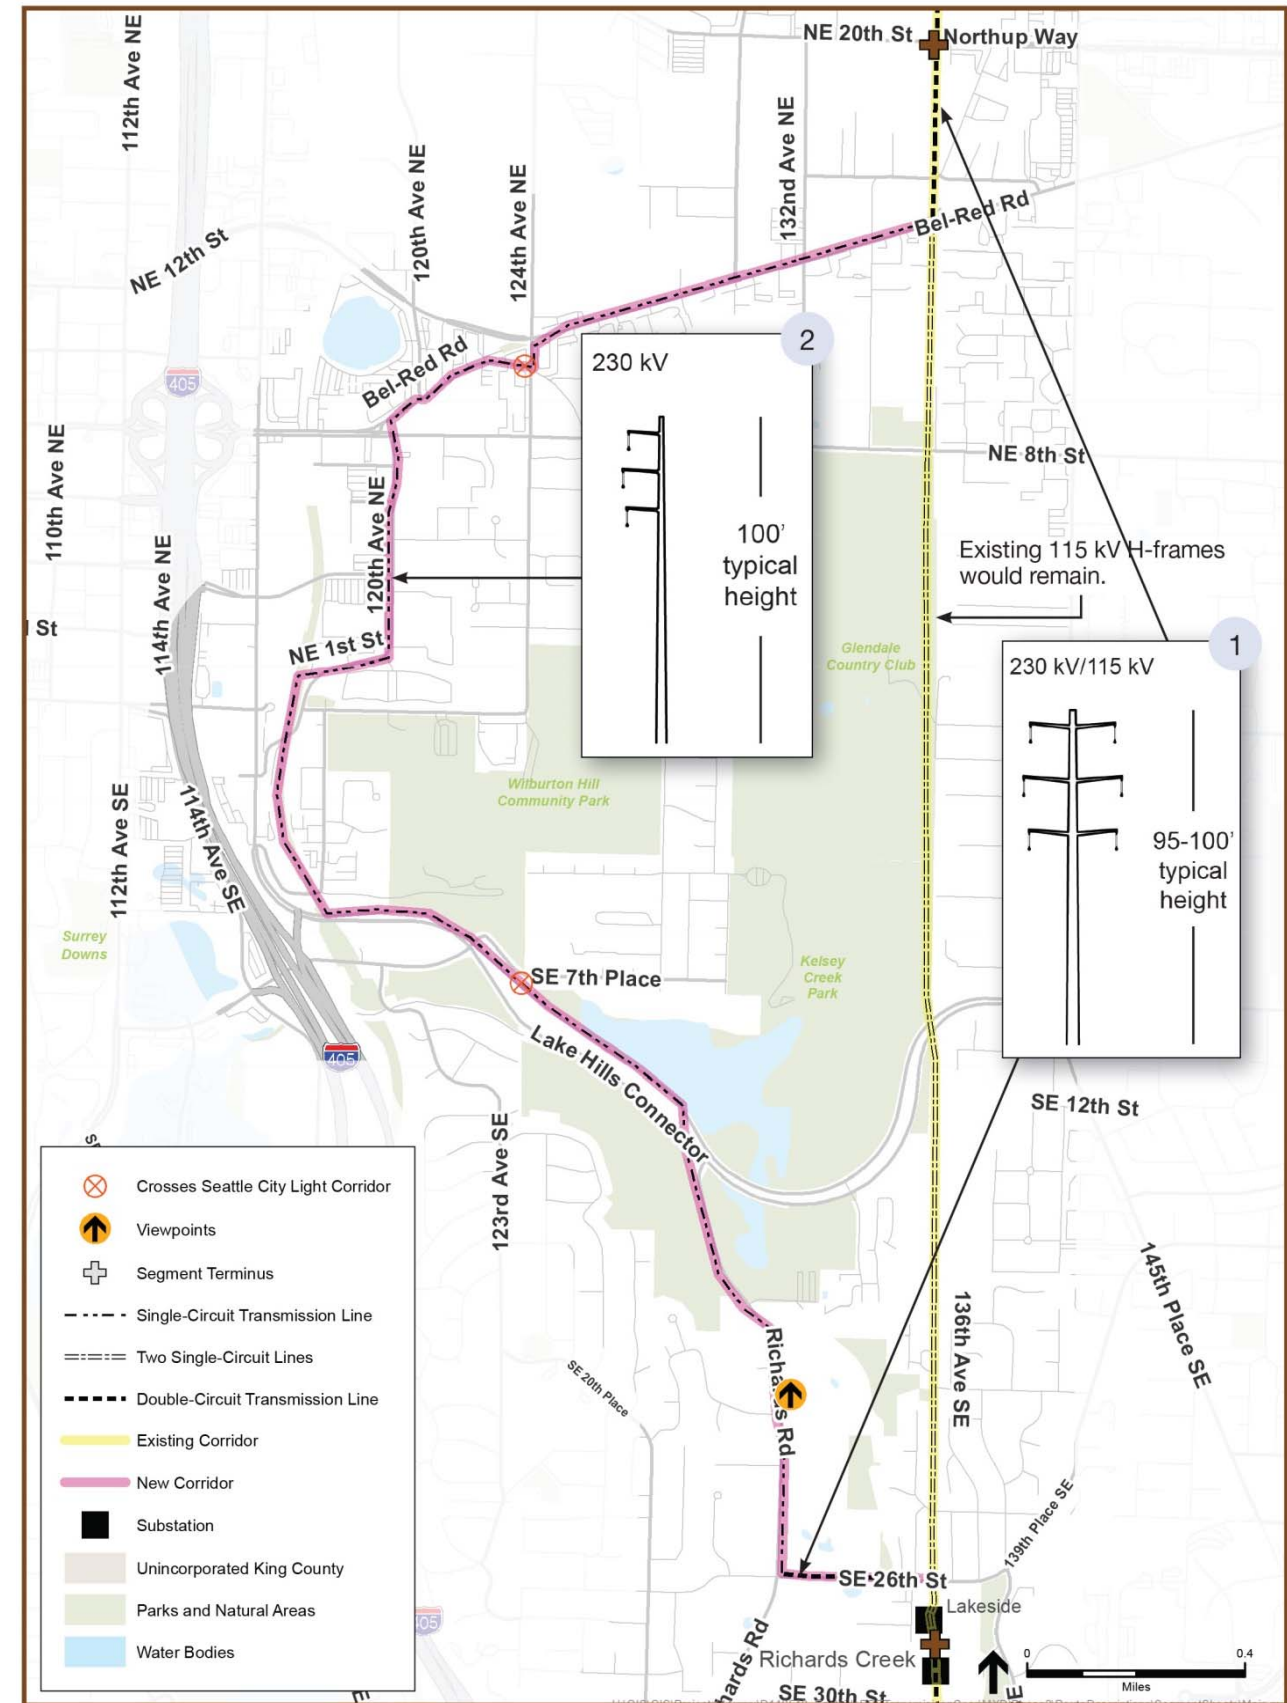 NE 20th St
Northup Way
112th Ave NE
132nd Ave NE
120th Ave NE
124th Ave NE
Bel-Red Rd
NE 12th St
2
230 kV
100'
typical
height
Bel-Red Rd
405
110th Ave NE
NE 8th St
120th Ave NE
114th Ave NE
Existing 115 kV H-frames
would remain.
St
NE 1st St
Glendale
Country Club
1
230 kV/115 kV
95-100'
typical
height
Wilburton Hill
Community Park
112th Ave SE
114th Ave SE
Surrey
Downs
Kelsey
Creek
Park
SE 7th Place
Lake Hills Connector
405
SE 12th St
123rd Ave SE
Crosses Seattle City Light Corridor
Viewpoints
Segment Terminus
Single-Circuit Transmission Line
Two Single-Circuit Lines
Double-Circuit Transmission Line
Existing Corridor
New Corridor
Substation
Unincorporated King County
Parks and Natural Areas
Water Bodies
145th Place SE
136th Ave SE
Richards Rd
SE 20th Place
139th Place SE
SE 26th St
Lakeside
405
Richards Creek
hards Rd
SE 30th St
0
0.4
Miles